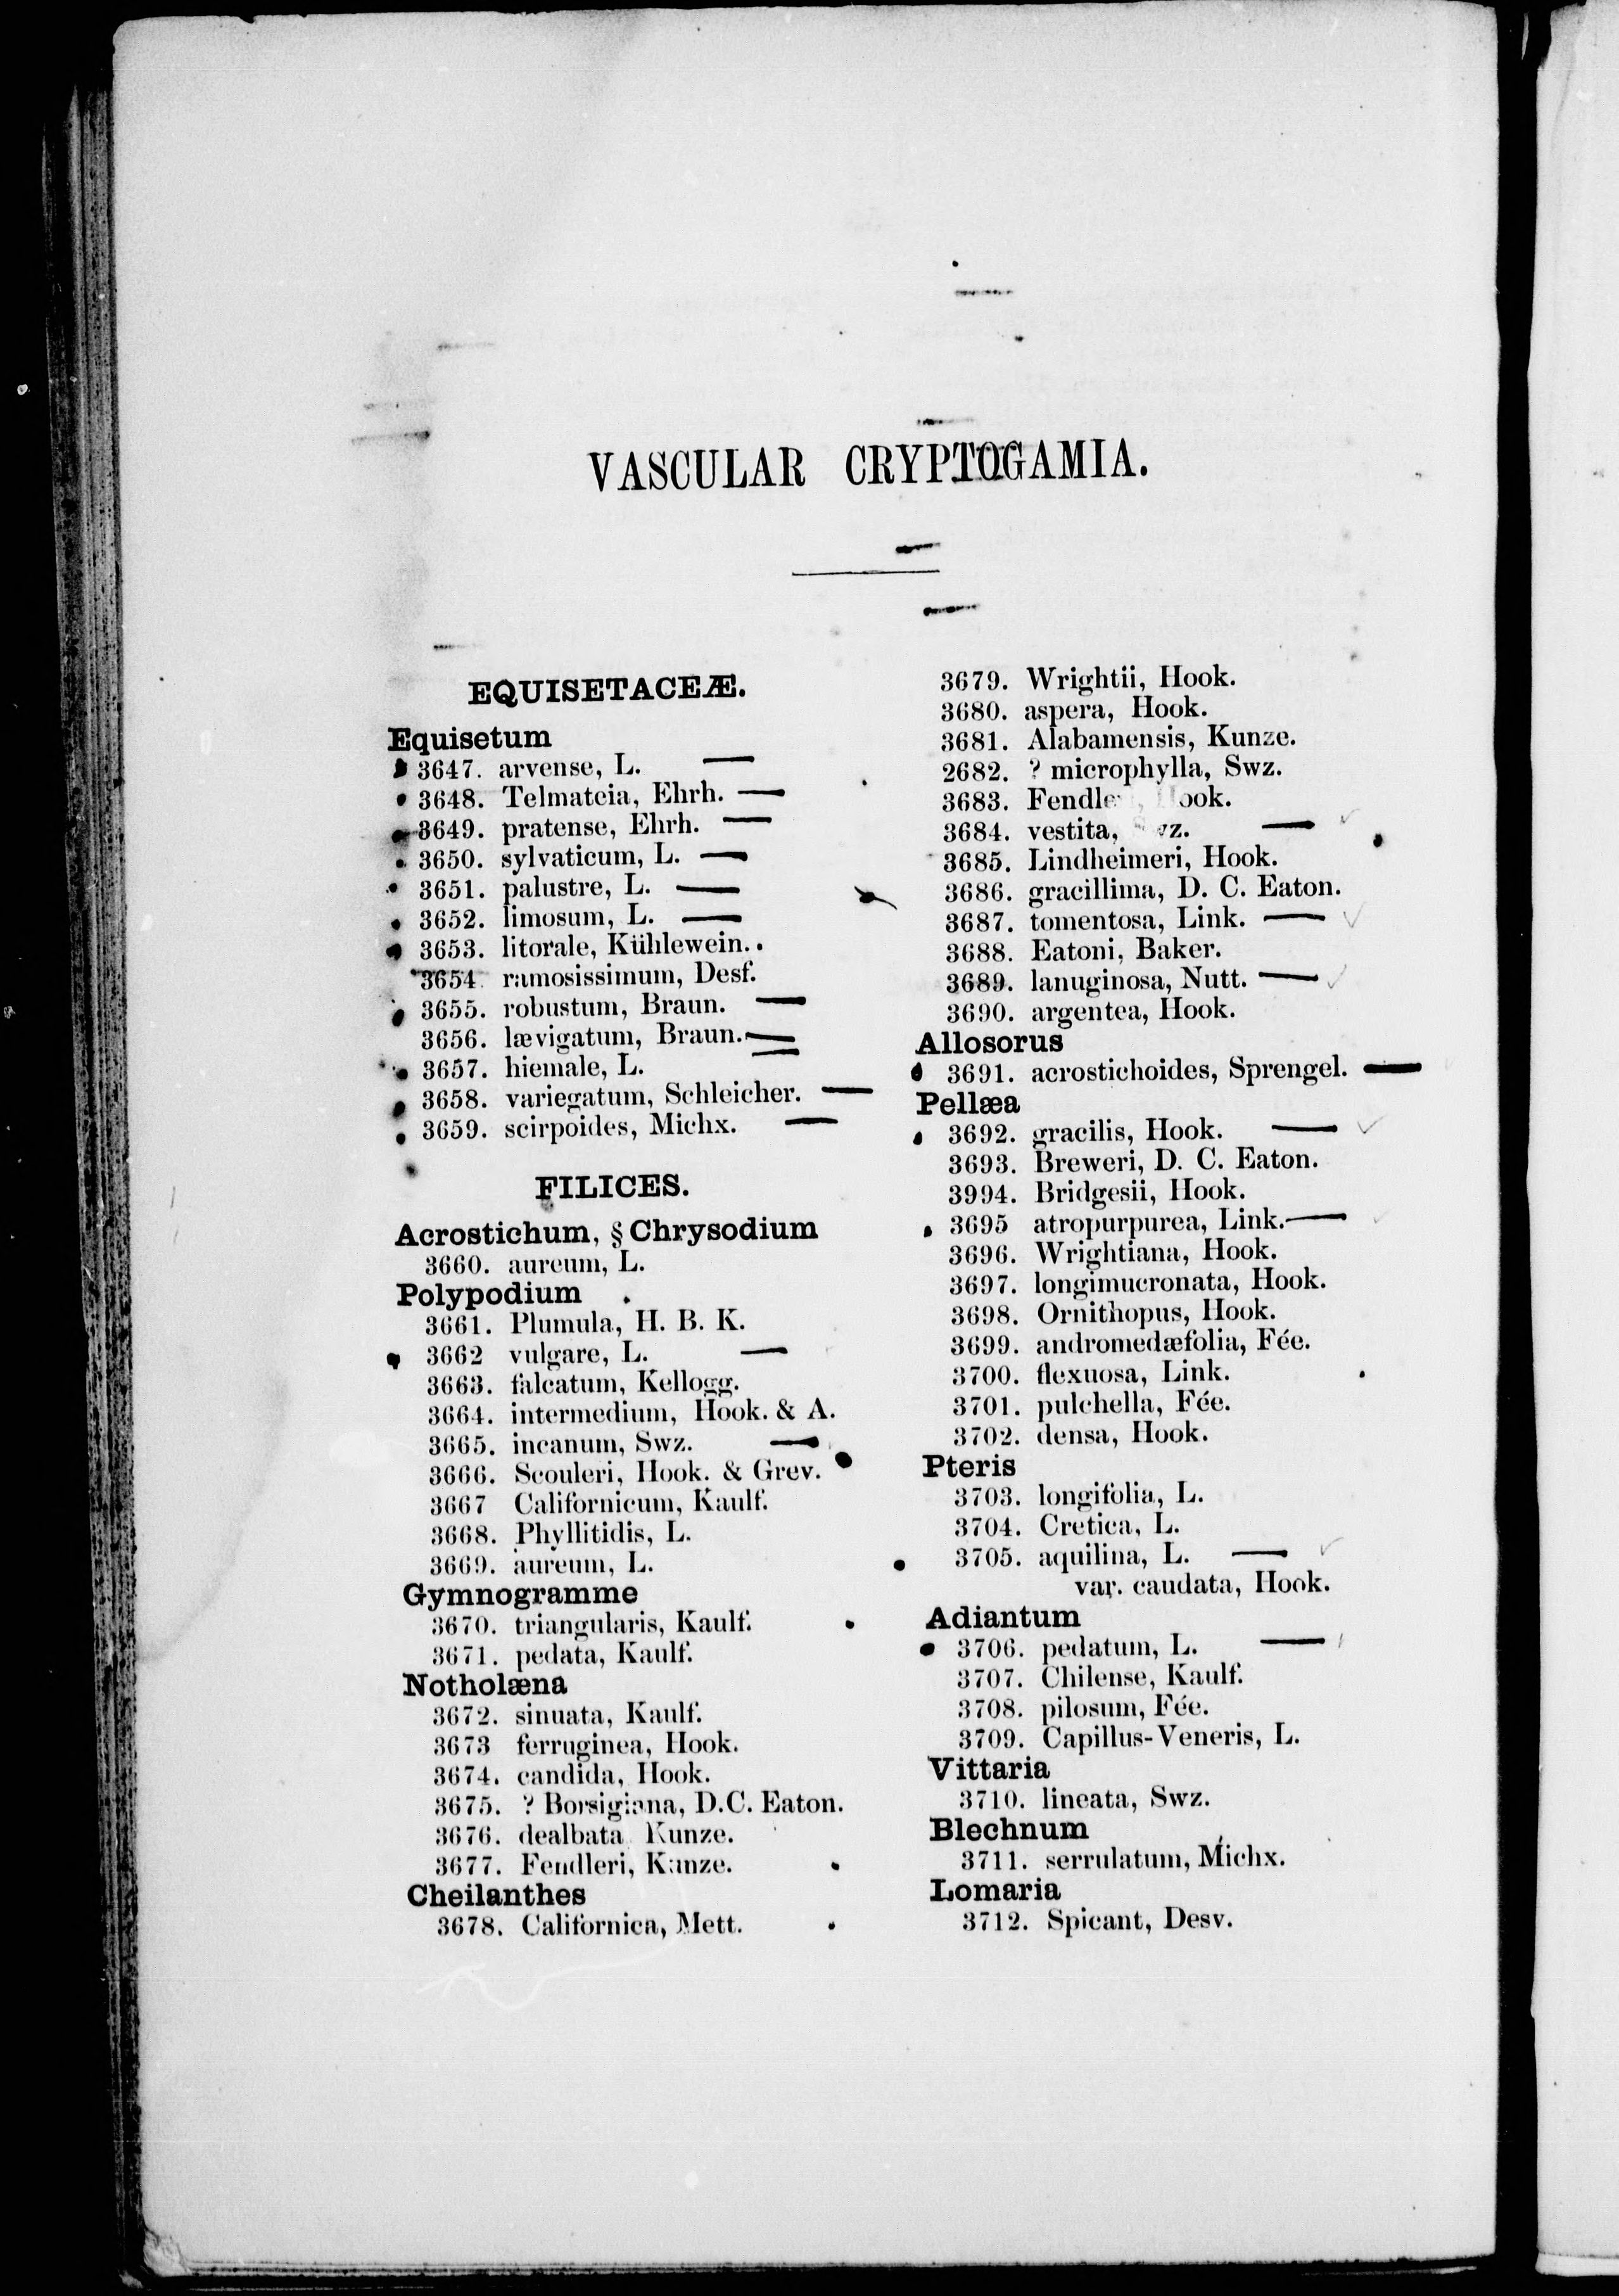 VASCULAR CRYPTOGAMIA.
EQUISETACEÆ.
Equisetum
3647. arvense, L.
3648. Telmateia, Ehrh.
3649. pratense, Ehrh.
3650. sylvaticum, L.
3651. palustre, L.
3652. limosum, L.
3653. litorale, Kühlewein.
3654. ramosissimum, Desf.
3655. robustum, Braun.
3656. lævigatum, Braun.
3657. hiemale, L.
3658. variegatum, Schleicher.
3659. scirpoides, Michx.
FILICES.
Acrostichum, § Chrysodium
3660. aureum, L.
Polypodium
3661. Plumula, H. B. K.
3662 vulgare, L.
3663. falcatum, Kellogg.
3664. intermedium, Hook. & A.
3665. incanum, Swz.
3666. Scouleri, Hook. & Grev.
3667 Californicum, Kaulf.
3668. Phyllitidis, L.
3669. aureum, L.
Gymnogramme
3670. triangularis, Kaulf.
3671. pedata, Kaulf.
Notholæna
3672. sinuata, Kaulf.
3673 ferruginea, Hook.
3674. candida, Hook.
3675. ? Borsigiana, D.C. Eaton.
3676. dealbata Kunze.
3677. Fendleri, Kunze.
Cheilanthes
3678. Californica, Mett.
3679. Wrightii, Hook.
3680. aspera, Hook.
3681. Alabamensis, Kunze.
2682. ? microphylla, Swz.
3683.
3684. vestita,
3685. Lindheimeri, Hook.
3686. gracillima, D. C. Eaton.
3687. tomentosa, Link.
3688. Eatoni, Baker.
3689. lanuginosa, Nutt.
3690. argentea, Hook.
Allosorus
3691. acrostichoides, Sprengel.
Pellæa
3692. gracilis, Hook.
3693. Breweri, D. C. Eaton.
3994. Bridgesii, Hook.
3695 atropurpurea, Link.
3696. Wrightiana, Hook.
3697. longimucronata, Hook.
3698. Ornithopus, Hook.
3699. andromedæfolia, Fée.
3700. flexuosa, Link.
3701. pulchella, Fée.
3702. densa, Hook.
Pteris
3703. longifolia, L.
3704. Cretica, L.
3705. aquilina, L.
var. caudata, Hook.
Adiantum
3706. pedatum, L.
3707. Chilense, Kaulf.
3708. pilosum, Fée.
3709. Capillus-Veneris, L.
Vittaria
3710. lineata, Swz.
Blechnum
3711. serrulatum, Michx.
Lomaria
3712. Spicant, Desv.